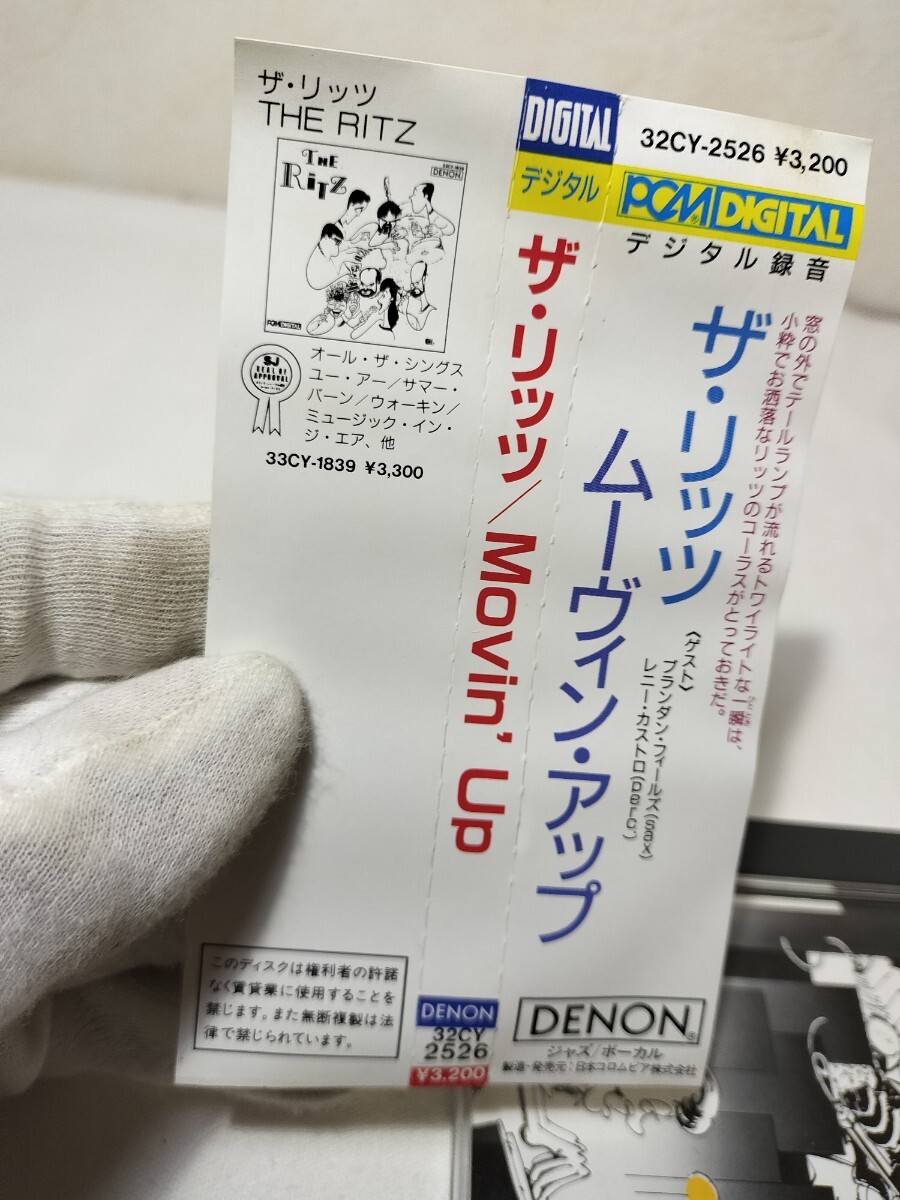 ザ・リッツ
THE RITZ
THE
RITZ
DENON
PCM DIGITAL
SJ
SEAL OF
APPROVAL
オール・ザ・シングス
ユー・アー/サマー・
バーン/ウォーキン/
ミュージック・イン・
ジ・エア、他
33CY-1839 ¥3,300
このディスクは権利者の許諾
なく賃貸業に使用することを
禁じます。また無断複製は法
律で禁じられています。
DIGITAL
デジタル
ザ・リッツ/Movin' Up
DENON
32CY
2526
¥3,200
32CY-2526 ¥3,200
PCM® DIGITAL
デジタル録音
窓の外でテールランプが流れるトワイライトな一瞬は、
小粋でお洒落なリッツのコーラスがとっておきだ。
ザ・リッツ
ムーヴィン・アップ
〈ゲスト〉
ブランダン・フィールズ(sax)
レニー・カストロ(perc.)
DENON®
ジャズ/ボーカル
製造・発売元:日本コロムビア株式会社